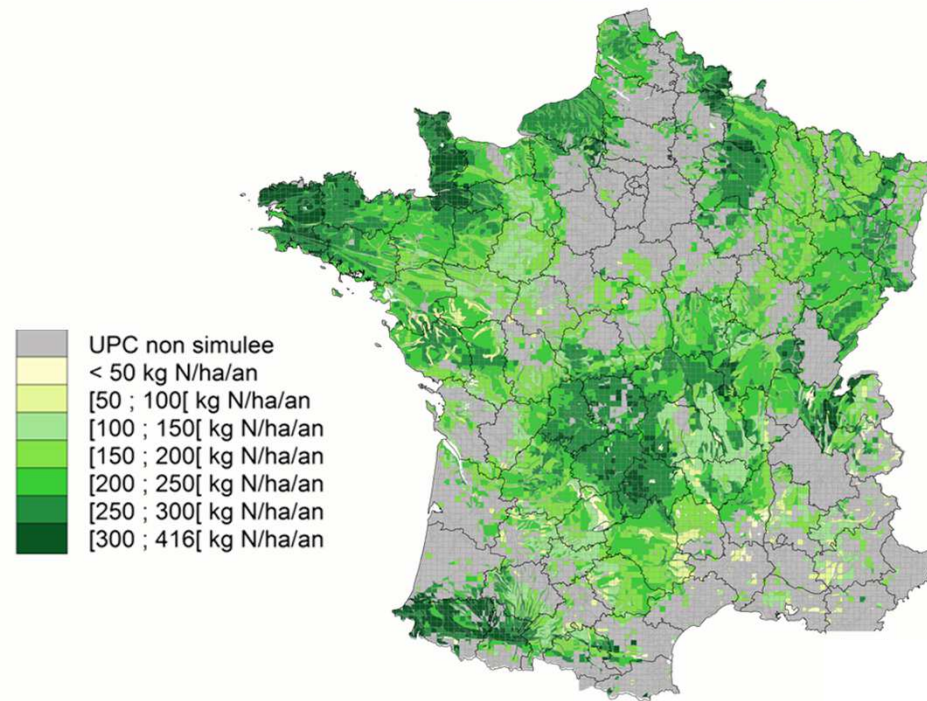 UPC non simulee
< 50 kg N/ha/an
[50 ; 100[ kg N/ha/an
[100 ; 150[ kg N/ha/an
[150 ; 200[ kg N/ha/an
[200 ; 250[ kg N/ha/an
[250 ; 300[ kg N/ha/an
[300 ; 416[ kg N/ha/an